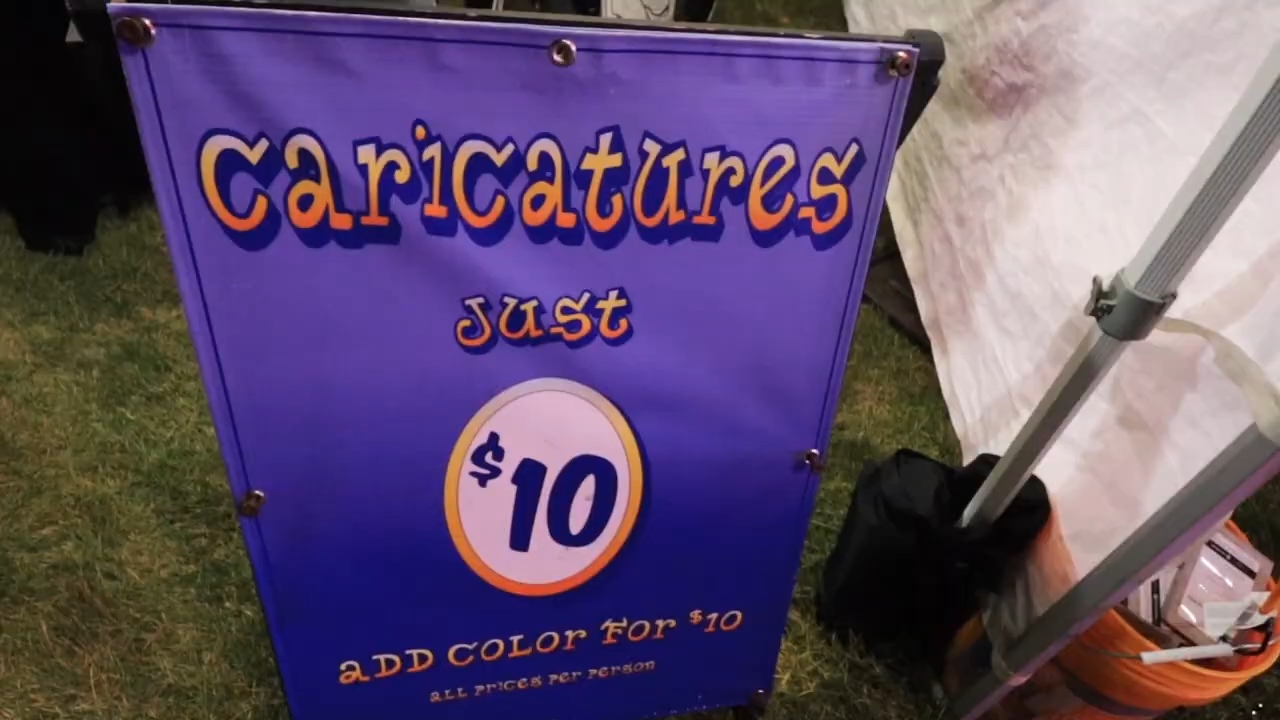 Caricatures
Just
$10
ADD COLOR FOR $10
ALL PRICES PER PERSON